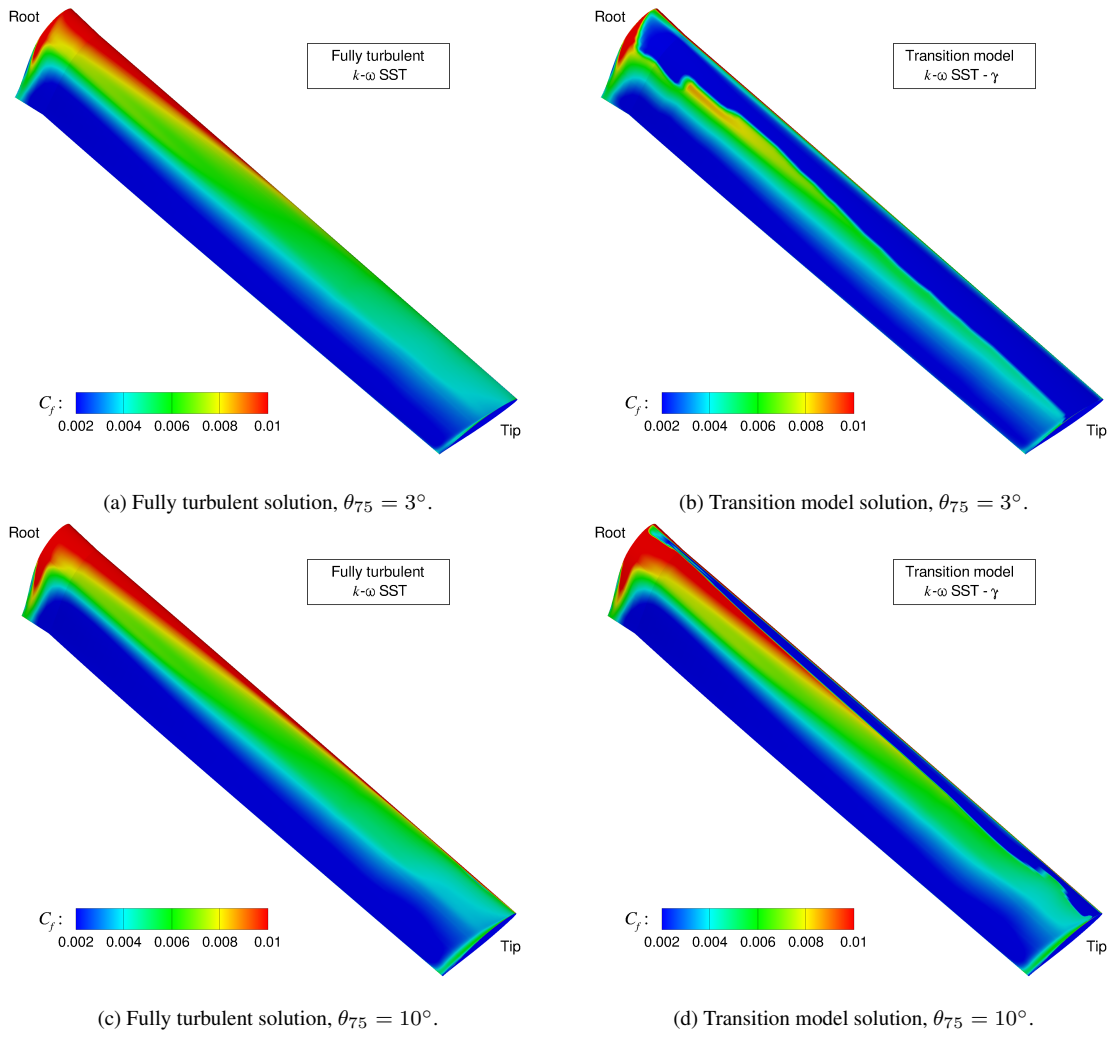 Root
Fully turbulent
k-ω SST
C_f :
0.002 0.004 0.006 0.008 0.01
Tip
(a) Fully turbulent solution, θ75 = 3°.
Root
Transition model
k-ω SST - γ
C_f :
0.002 0.004 0.006 0.008 0.01
Tip
(b) Transition model solution, θ75 = 3°.
Root
Fully turbulent
k-ω SST
C_f :
0.002 0.004 0.006 0.008 0.01
Tip
(c) Fully turbulent solution, θ75 = 10°.
Root
Transition model
k-ω SST - γ
C_f :
0.002 0.004 0.006 0.008 0.01
Tip
(d) Transition model solution, θ75 = 10°.